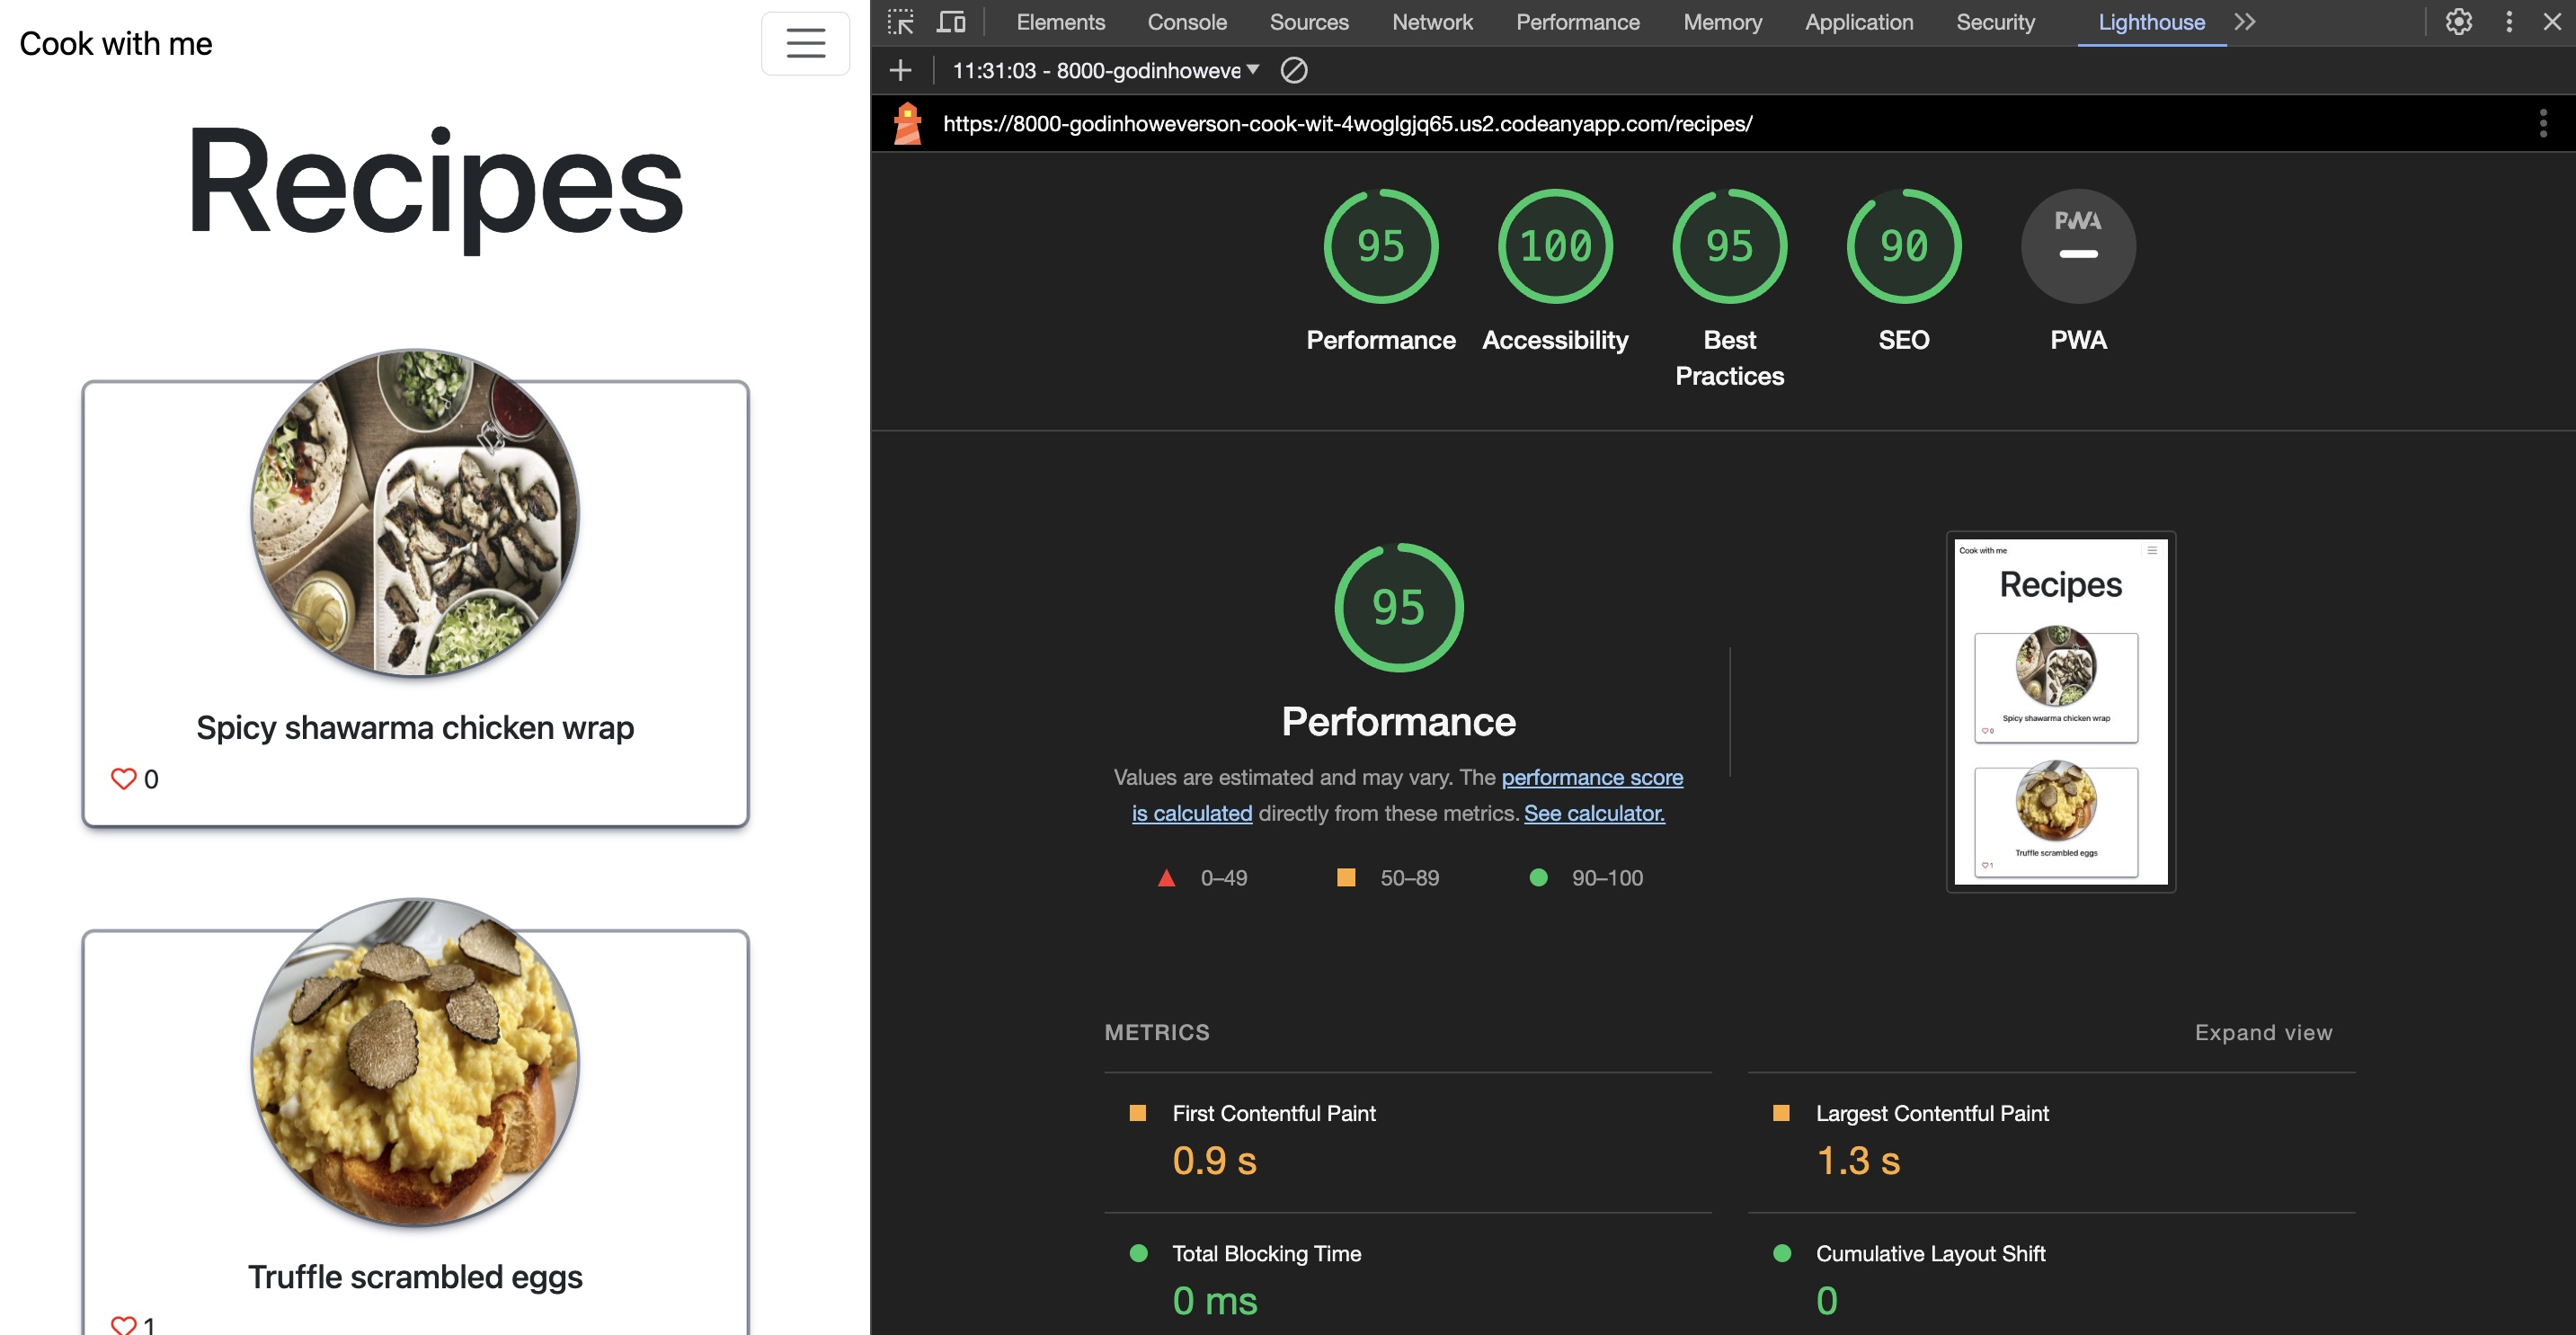 Cook with me
Recipes
Spicy shawarma chicken wrap
0
Truffle scrambled eggs
1
Elements Console Sources Network Performance Memory Application Security Lighthouse
11:31:03 - 8000-godinhoweve
https://8000-godinhoweverson-cook-wit-4woglgjq65.us2.codeanyapp.com/recipes/
95 100 95 90 PWA
Performance Accessibility Best Practices SEO PWA
95
Performance
Values are estimated and may vary. The performance score
is calculated directly from these metrics. See calculator.
0–49 50–89 90–100
Cook with me
Recipes
Spicy shawarma chicken wrap
0
Truffle scrambled eggs
1
METRICS Expand view
First Contentful Paint
0.9 s
Largest Contentful Paint
1.3 s
Total Blocking Time
0 ms
Cumulative Layout Shift
0